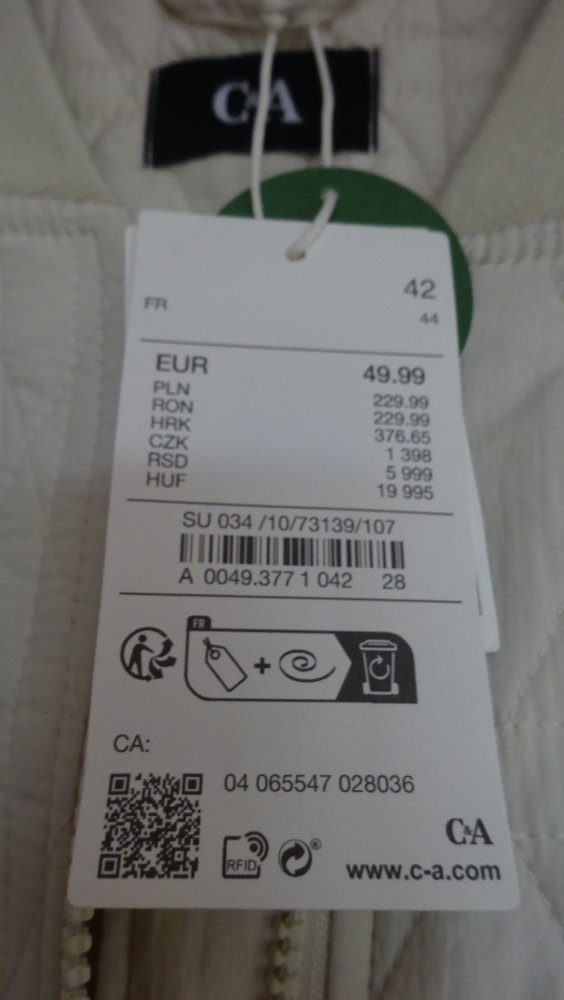 C&A
42
FR 44
EUR 49.99
PLN 229.99
RON 229.99
HRK 376.65
CZK 1 398
RSD 5 999
HUF 19 995
SU 034 /10/73139/107
A 0049.377 1 042 28
FR
+
CA:
04 065547 028036
RFID
®
C&A
www.c-a.com